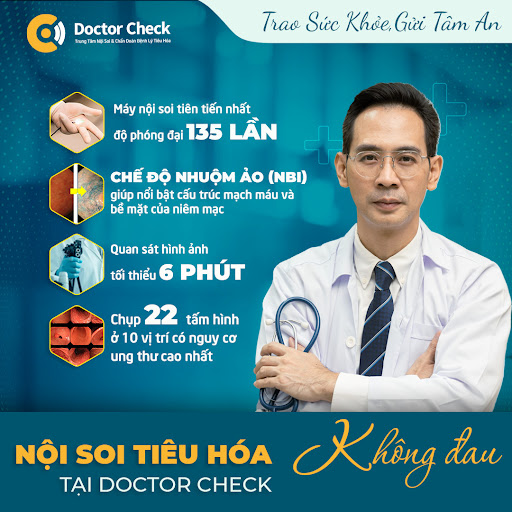 Doctor Check
Trung Tâm Nội Soi & Chẩn Đoán Bệnh Lý Tiêu Hóa
Trao Sức Khỏe, Gửi Tâm An
Máy nội soi tiên tiến nhất
độ phóng đại 135 LẦN
CHẾ ĐỘ NHUỘM ẢO (NBI)
giúp nổi bật cấu trúc mạch máu và
bề mặt của niêm mạc
Quan sát hình ảnh
tối thiểu 6 PHÚT
Chụp 22 tấm hình
ở 10 vị trí có nguy cơ
ung thư cao nhất
NỘI SOI TIÊU HÓA Không đau
TẠI DOCTOR CHECK